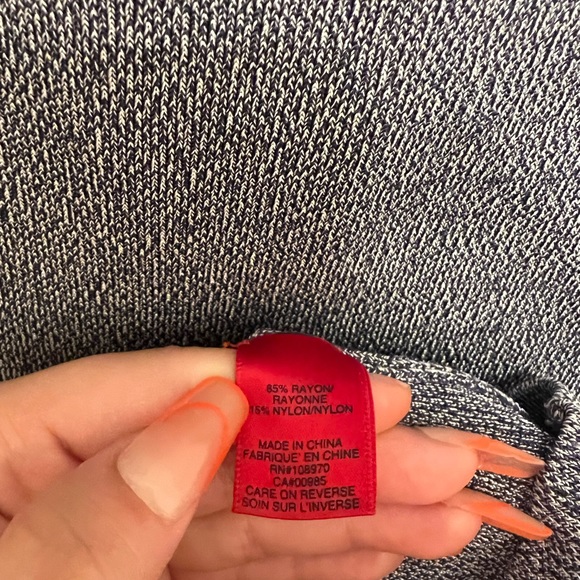 85% RAYON/
RAYONNE
15% NYLON/NYLON
MADE IN CHINA
FABRIQUE' EN CHINE
RN#108970
CA#00985
CARE ON REVERSE
SOIN SUR L'INVERSE